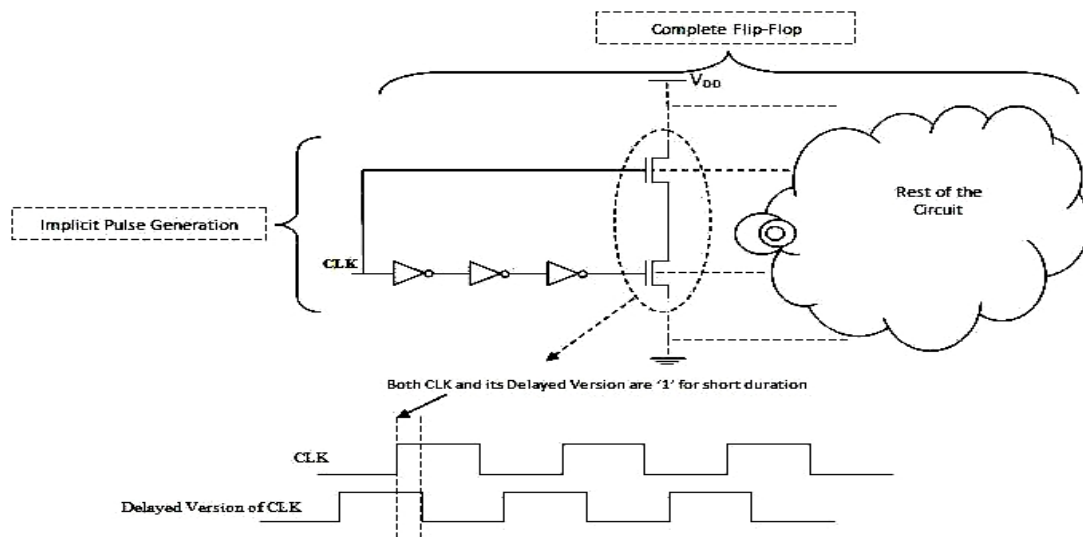 Complete Flip-Flop
VDD
Rest of the
Circuit
Implicit Pulse Generation
CLK
Both CLK and its Delayed Version are '1' for short duration
CLK
Delayed Version of CLK